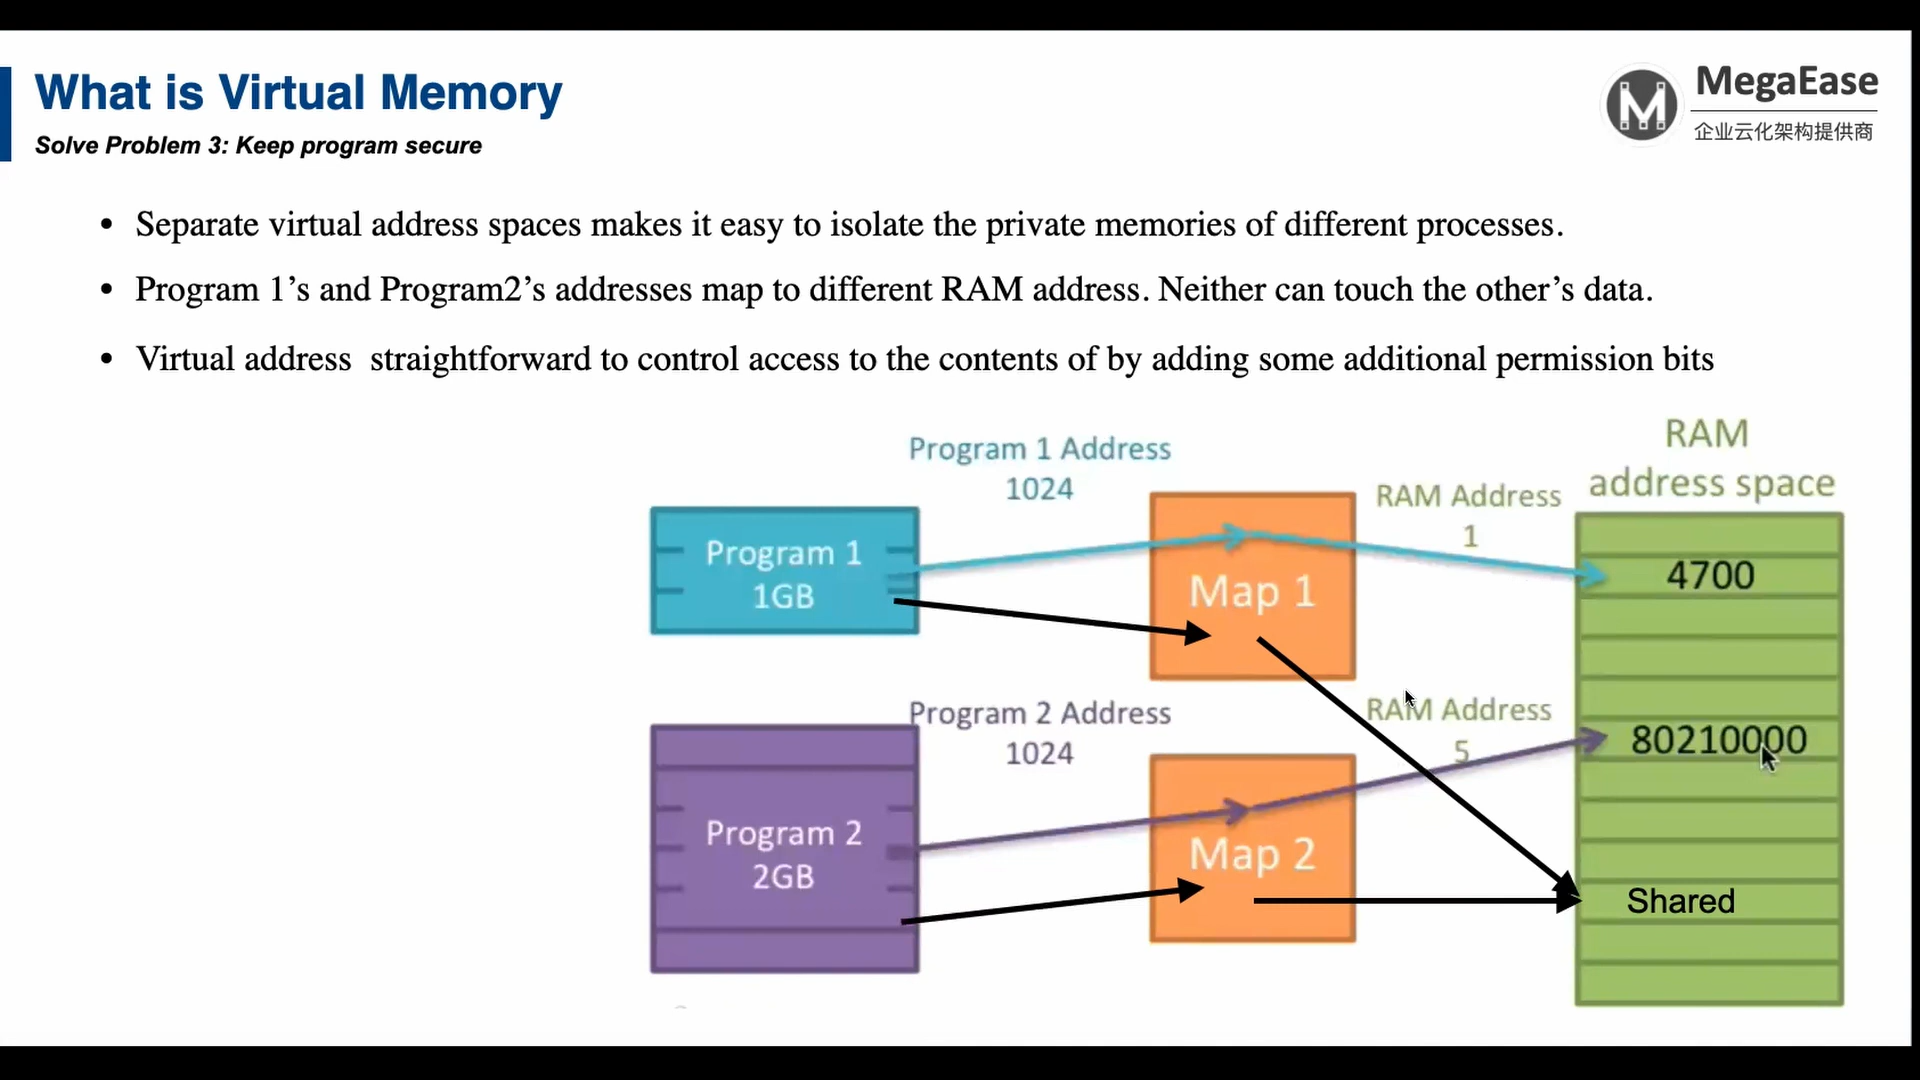 What is Virtual Memory
Solve Problem 3: Keep program secure
MegaEase
企业云化架构提供商
• Separate virtual address spaces makes it easy to isolate the private memories of different processes.
• Program 1’s and Program2’s addresses map to different RAM address. Neither can touch the other’s data.
• Virtual address  straightforward to control access to the contents of by adding some additional permission bits
Program 1 Address
1024
RAM Address
1
RAM
address space
Program 1
1GB
Map 1
4700
Program 2 Address
1024
RAM Address
5
80210000
Program 2
2GB
Map 2
Shared